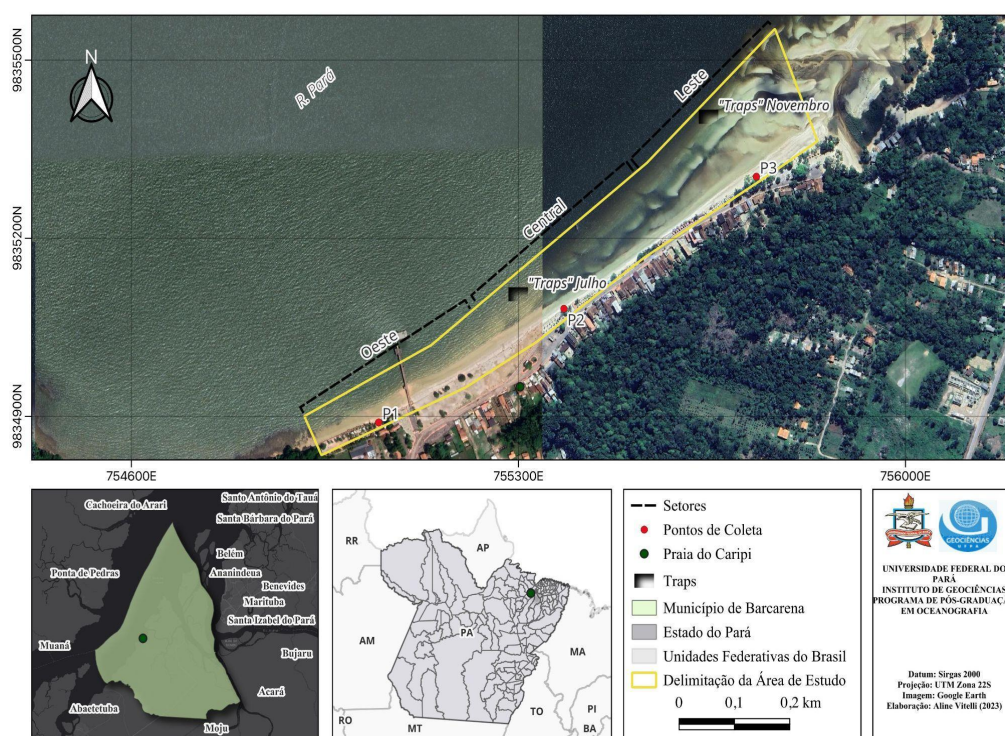 9835500N
9835200N
9834900N
754600E
755300E
756000E
N
R. Pará
Leste
"Traps" Novembro
P3
Central
"Traps" Julho
P2
Oeste
P1
Cachoeira do Arari
Santo Antônio do Tauá
Santa Bárbara do Pará
Belém
Ananindeua
Ponta de Pedras
Benevides
Marituba
Santa Izabel do Pará
Muaná
Bujaru
Acará
Abaetetuba
Moju
RR
AP
AM
PA
MA
TO
PI
RO
MT
BA
Setores
Pontos de Coleta
Praia do Caripi
Traps
Município de Barcarena
Estado do Pará
Unidades Federativas do Brasil
Delimitação da Área de Estudo
0 0,1 0,2 km
GEOCIÊNCIAS
UFPA
UNIVERSIDADE FEDERAL DO
PARÁ
INSTITUTO DE GEOCIÊNCIAS
PROGRAMA DE PÓS-GRADUAÇÃ
EM OCEANOGRAFIA
Datum: Sirgas 2000
Projeção: UTM Zona 22S
Imagem: Google Earth
Elaboração: Aline Vitelli (2023)